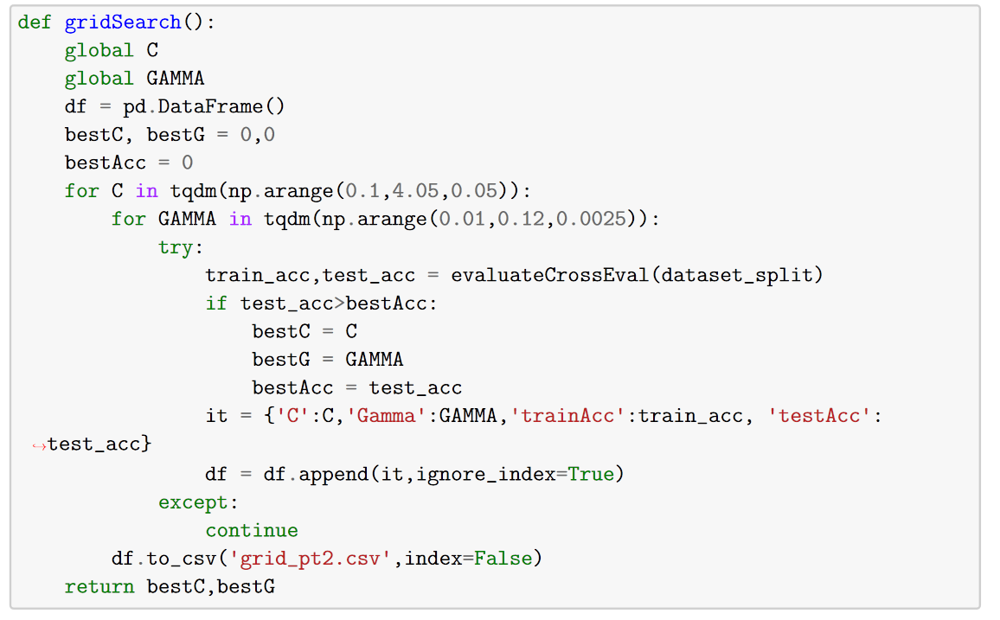 def gridSearch():
    global C
    global GAMMA
    df = pd.DataFrame()
    bestC, bestG = 0,0
    bestAcc = 0
    for C in tqdm(np.arange(0.1,4.05,0.05)):
        for GAMMA in tqdm(np.arange(0.01,0.12,0.0025)):
            try:
                train_acc,test_acc = evaluateCrossEval(dataset_split)
                if test_acc>bestAcc:
                    bestC = C
                    bestG = GAMMA
                    bestAcc = test_acc
                it = {'C':C,'Gamma':GAMMA,'trainAcc':train_acc, 'testAcc':
↪test_acc}
                df = df.append(it,ignore_index=True)
            except:
                continue
        df.to_csv('grid_pt2.csv',index=False)
    return bestC,bestG